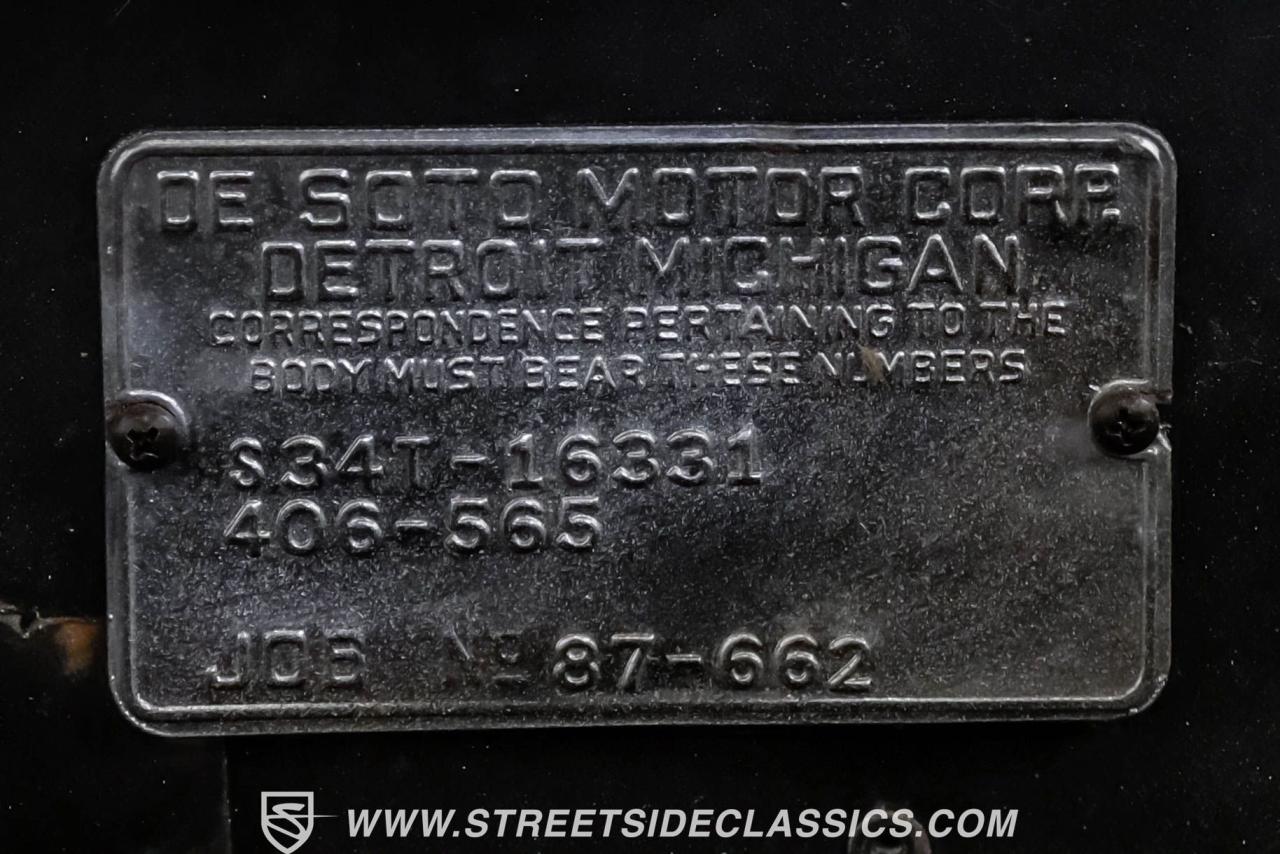 DE SOTO MOTOR CORP.
DETROIT MICHIGAN
CORRESPONDENCE PERTAINING TO THE
BODY MUST BEAR THESE NUMBERS
S34T-16331
406-565
JOB Nº 87-662
WWW.STREETSIDECLASSICS.COM